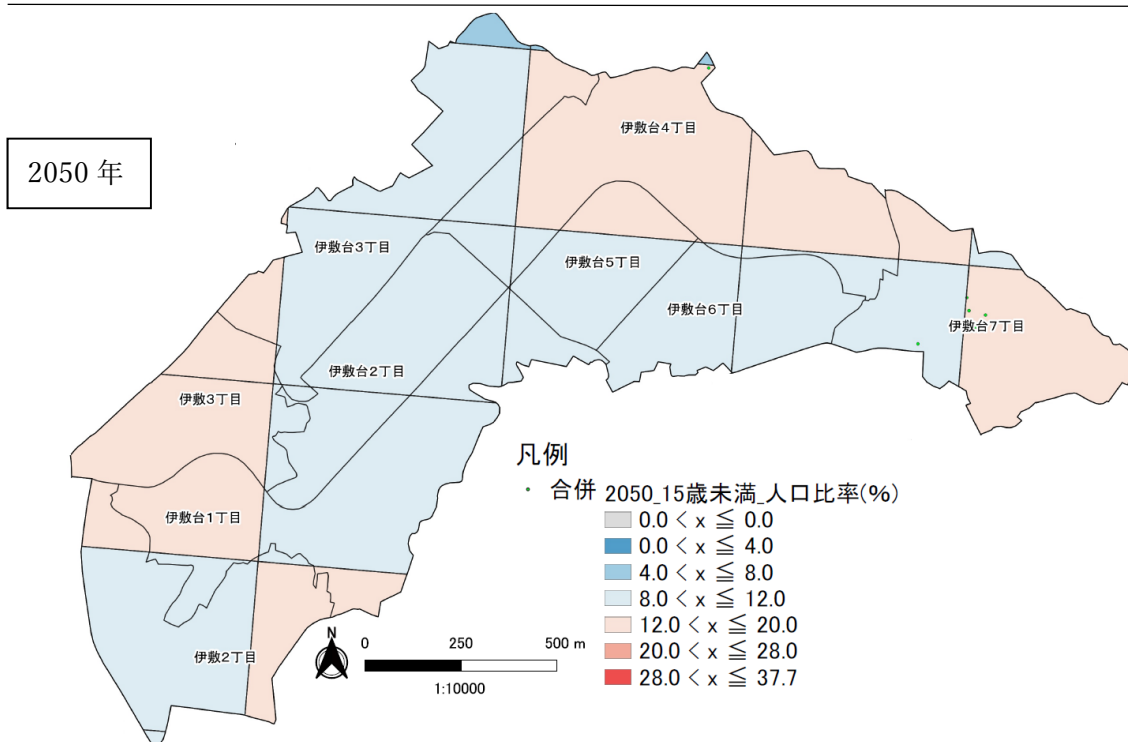 伊敷台4丁目
2050 年
伊敷台3丁目
伊敷台5丁目
伊敷台6丁目
伊敷台7丁目
伊敷台2丁目
伊敷3丁目
伊敷台1丁目
伊敷2丁目
凡例
合併 2050_15歳未満_人口比率(%)
0.0 < x ≦ 0.0
0.0 < x ≦ 4.0
4.0 < x ≦ 8.0
8.0 < x ≦ 12.0
12.0 < x ≦ 20.0
20.0 < x ≦ 28.0
28.0 < x ≦ 37.7
N
0 250 500 m
1:10000